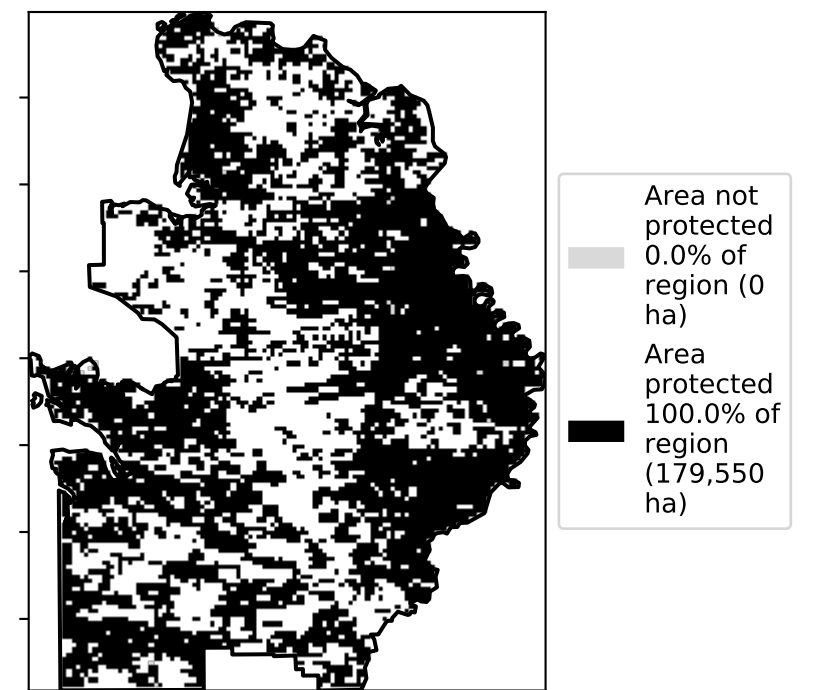 Area not
protected
0.0% of
region (0
ha)
Area
protected
100.0% of
region
(179,550
ha)